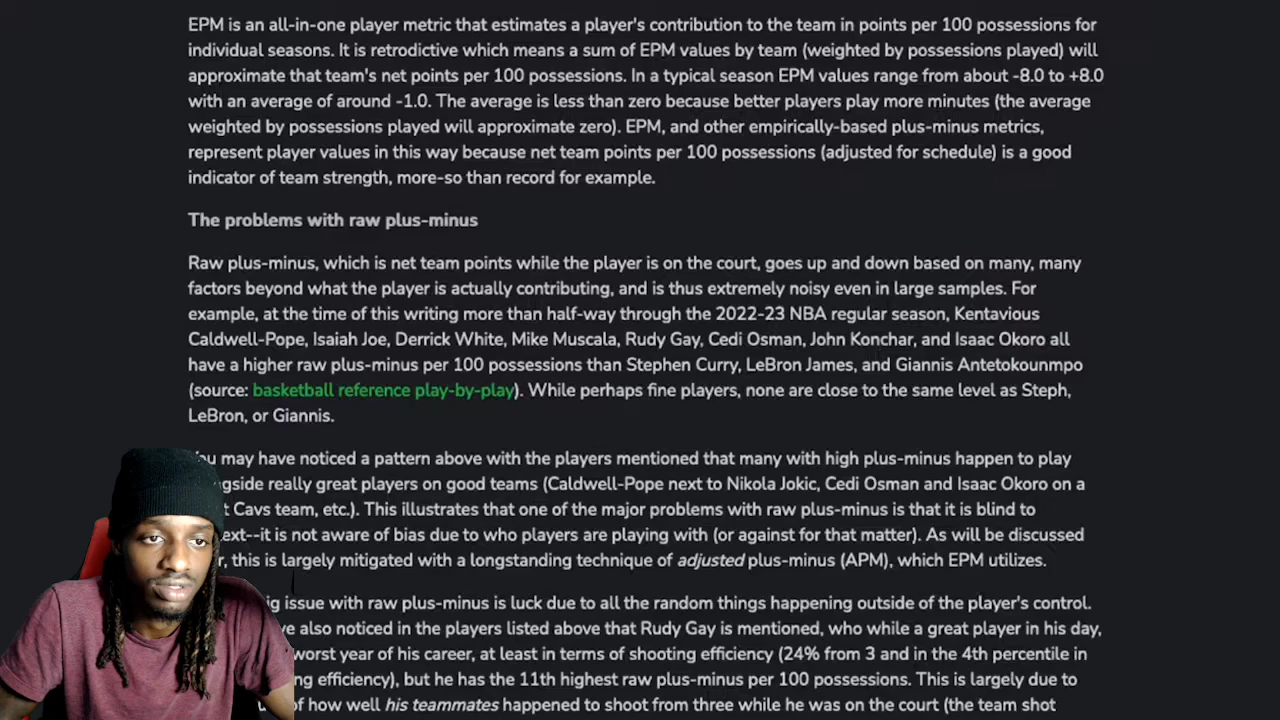 EPM is an all-in-one player metric that estimates a player's contribution to the team in points per 100 possessions for
individual seasons. It is retrodictive which means a sum of EPM values by team (weighted by possessions played) will
approximate that team's net points per 100 possessions. In a typical season EPM values range from about -8.0 to +8.0
with an average of around -1.0. The average is less than zero because better players play more minutes (the average
weighted by possessions played will approximate zero). EPM, and other empirically-based plus-minus metrics,
represent player values in this way because net team points per 100 possessions (adjusted for schedule) is a good
indicator of team strength, more-so than record for example.
The problems with raw plus-minus
Raw plus-minus, which is net team points while the player is on the court, goes up and down based on many, many
factors beyond what the player is actually contributing, and is thus extremely noisy even in large samples. For
example, at the time of this writing more than half-way through the 2022-23 NBA regular season, Kentavious
Caldwell-Pope, Isaiah Joe, Derrick White, Mike Muscala, Rudy Gay, Cedi Osman, John Konchar, and Isaac Okoro all
have a higher raw plus-minus per 100 possessions than Stephen Curry, LeBron James, and Giannis Antetokounmpo
(source: basketball reference play-by-play). While perhaps fine players, none are close to the same level as Steph,
LeBron, or Giannis.
You may have noticed a pattern above with the players mentioned that many with high plus-minus happen to play
really great players on good teams (Caldwell-Pope next to Nikola Jokic, Cedi Osman and Isaac Okoro on a
Cavs team, etc.). This illustrates that one of the major problems with raw plus-minus is that it is blind to
it is not aware of bias due to who players are playing with (or against for that matter). As will be discussed
this is largely mitigated with a longstanding technique of adjusted plus-minus (APM), which EPM utilizes.
issue with raw plus-minus is luck due to all the random things happening outside of the player's control.
also noticed in the players listed above that Rudy Gay is mentioned, who while a great player in his day,
worst year of his career, at least in terms of shooting efficiency (24% from 3 and in the 4th percentile in
efficiency), but he has the 11th highest raw plus-minus per 100 possessions. This is largely due to
of how well his teammates happened to shoot from three while he was on the court (the team shot